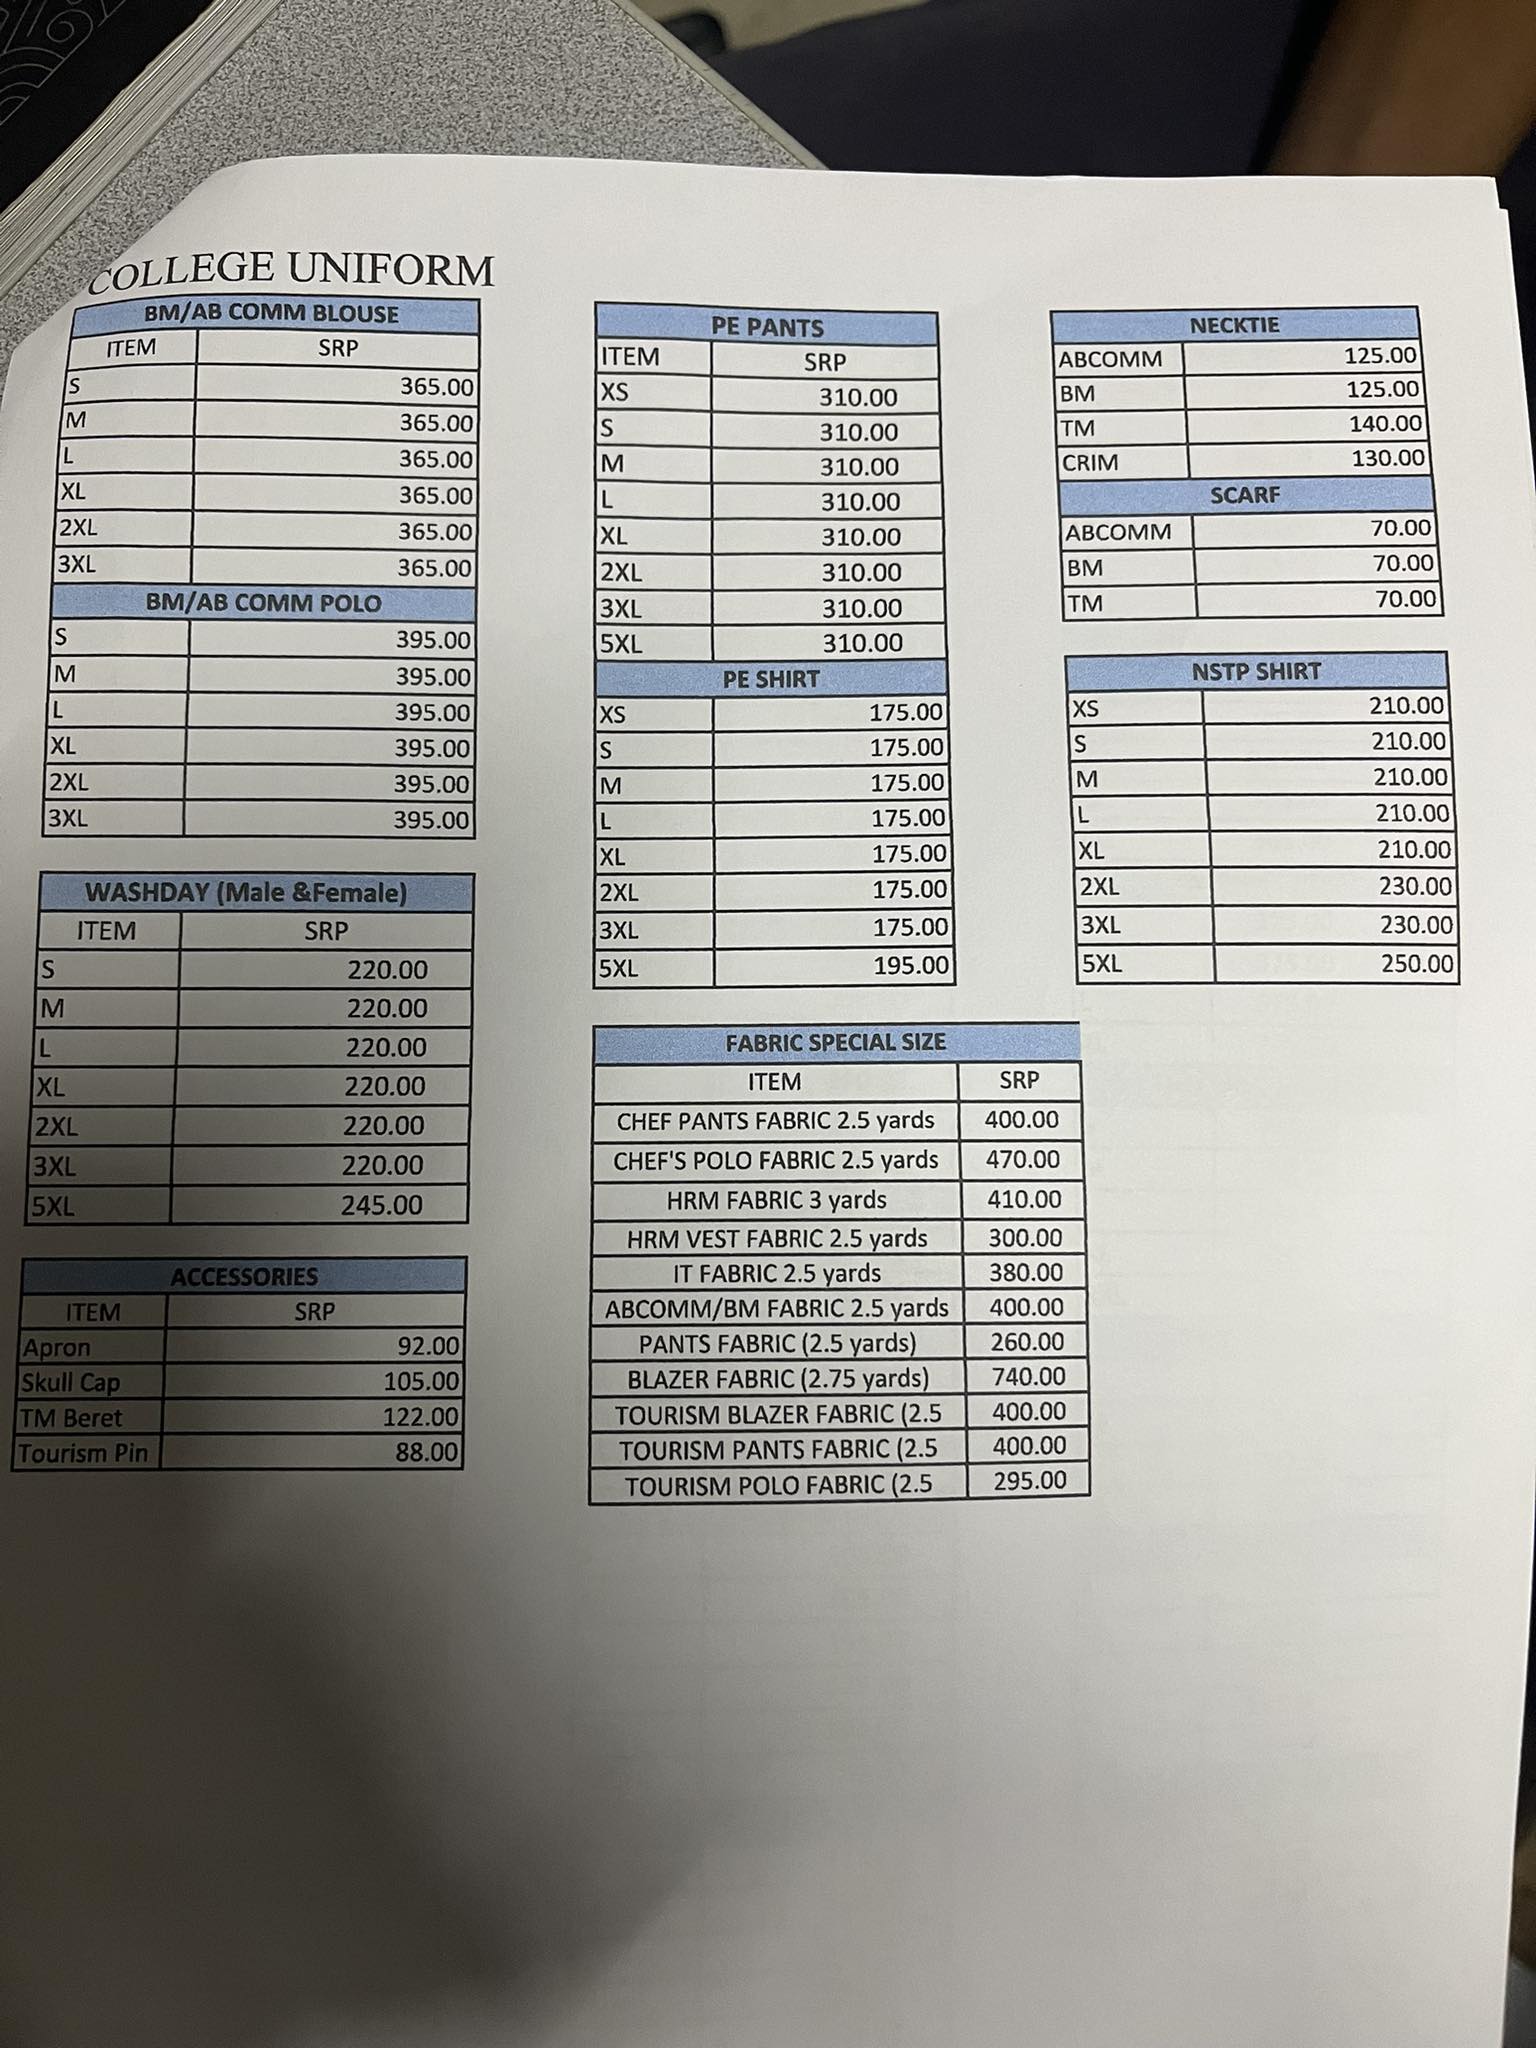 COLLEGE UNIFORM
BM/AB COMM BLOUSE
ITEM SRP
S 365.00
M 365.00
L 365.00
XL 365.00
2XL 365.00
3XL 365.00
BM/AB COMM POLO
S 395.00
M 395.00
L 395.00
XL 395.00
2XL 395.00
3XL 395.00
WASHDAY (Male &Female)
ITEM SRP
S 220.00
M 220.00
L 220.00
XL 220.00
2XL 220.00
3XL 220.00
5XL 245.00
ACCESSORIES
ITEM SRP
Apron 92.00
Skull Cap 105.00
TM Beret 122.00
Tourism Pin 88.00
PE PANTS
ITEM SRP
XS 310.00
S 310.00
M 310.00
L 310.00
XL 310.00
2XL 310.00
3XL 310.00
5XL 310.00
PE SHIRT
XS 175.00
S 175.00
M 175.00
L 175.00
XL 175.00
2XL 175.00
3XL 175.00
5XL 195.00
FABRIC SPECIAL SIZE
ITEM SRP
CHEF PANTS FABRIC 2.5 yards 400.00
CHEF'S POLO FABRIC 2.5 yards 470.00
HRM FABRIC 3 yards 410.00
HRM VEST FABRIC 2.5 yards 300.00
IT FABRIC 2.5 yards 380.00
ABCOMM/BM FABRIC 2.5 yards 400.00
PANTS FABRIC (2.5 yards) 260.00
BLAZER FABRIC (2.75 yards) 740.00
TOURISM BLAZER FABRIC (2.5 400.00
TOURISM PANTS FABRIC (2.5 400.00
TOURISM POLO FABRIC (2.5 295.00
NECKTIE
ABCOMM 125.00
BM 125.00
TM 140.00
CRIM 130.00
SCARF
ABCOMM 70.00
BM 70.00
TM 70.00
NSTP SHIRT
XS 210.00
S 210.00
M 210.00
L 210.00
XL 210.00
2XL 230.00
3XL 230.00
5XL 250.00